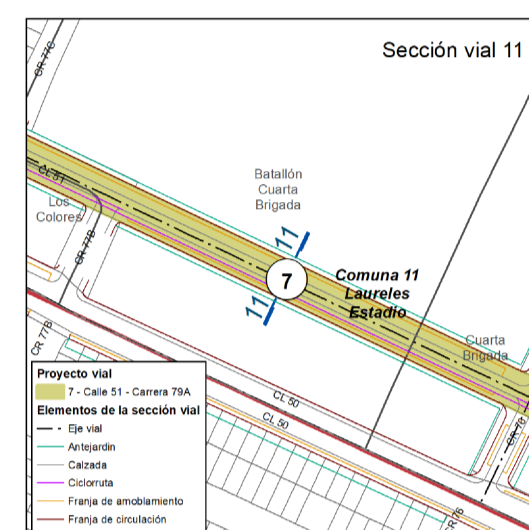 Sección vial 11
CR 77C
CL 51
Los
Colores
CR 77B
Batallón
Cuarta
Brigada
11
7
11
Comuna 11
Laureles
Estadio
Cuarta
Brigada
CR 77B
CL 50
CL 50
CR 76
CR 76
Proyecto vial
7 - Calle 51 - Carrera 79A
Elementos de la sección vial
Eje vial
Antejardin
Calzada
Ciclorruta
Franja de amoblamiento
Franja de circulación